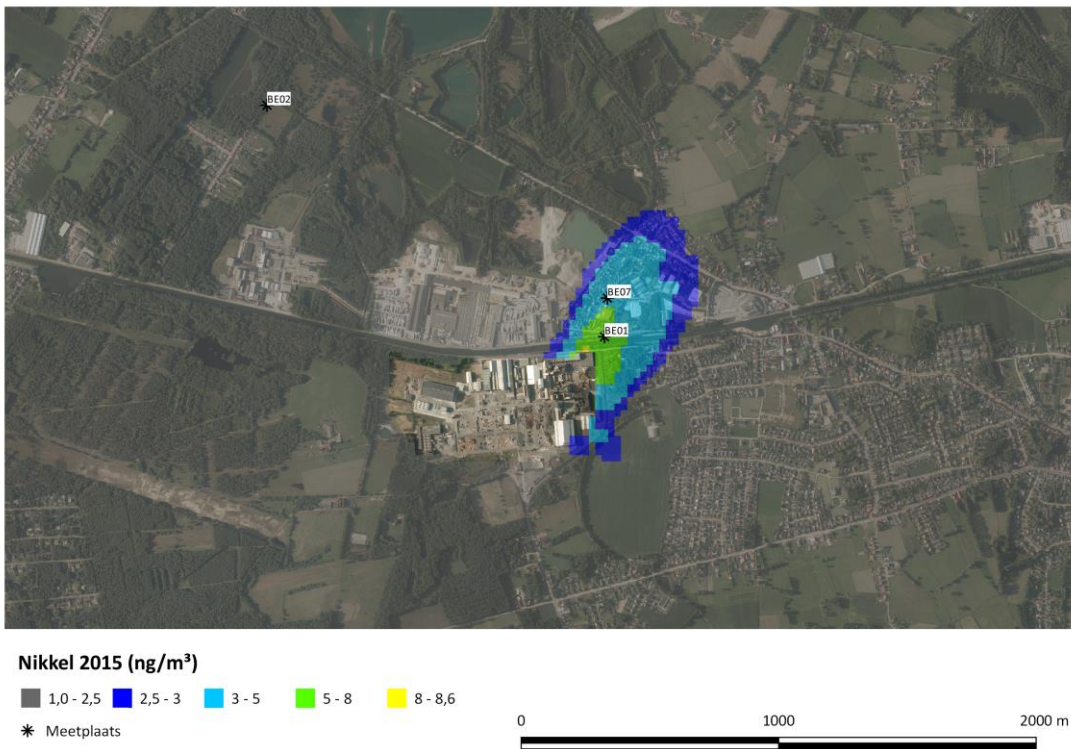 BE02
BE07
BE01
Nikkel 2015 (ng/m³)
1,0 - 2,5 2,5 - 3 3 - 5 5 - 8 8 - 8,6
Meetplaats
0 1000 2000 m